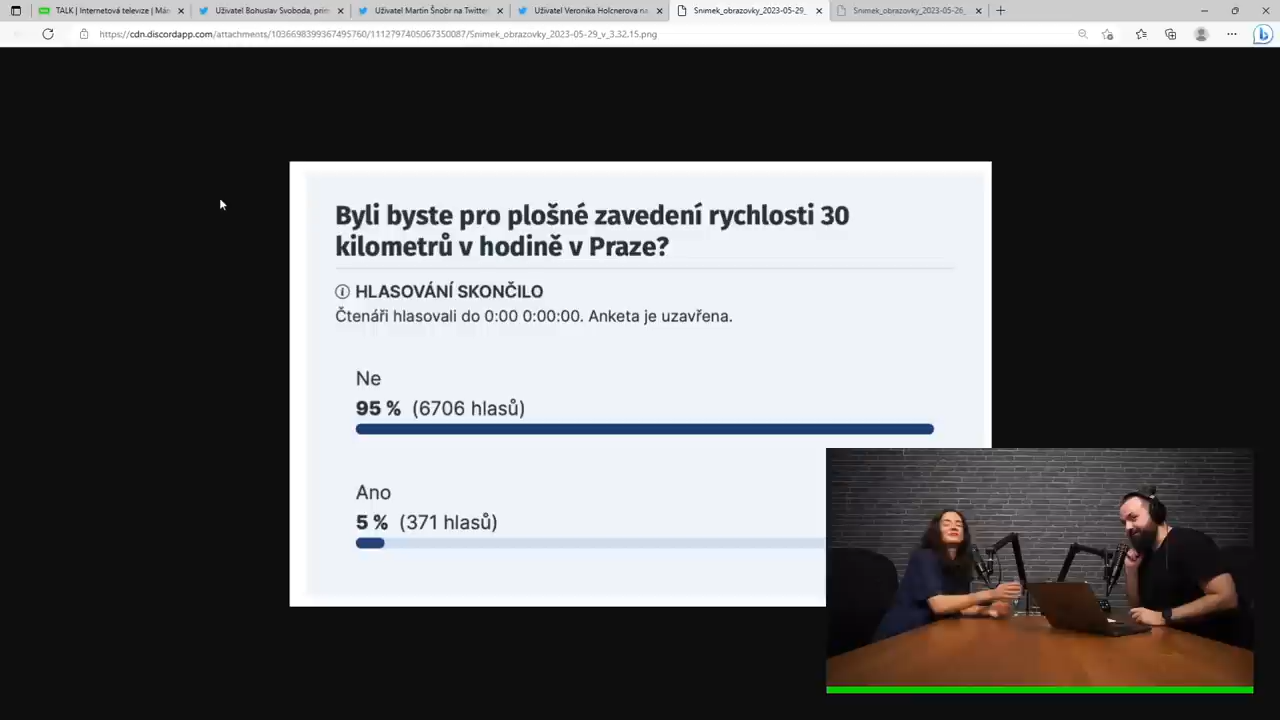 TALK | Internetová televize | Má
Uživatel Bohuslav Svoboda, prim
Uživatel Martin Šnobr na Twitter
Uživatel Veronika Holcnerova na
Snimek_obrazovky_2023-05-29_
Snimek_obrazovky_2023-05-26_
https://cdn.discordapp.com/attachments/1036698399367495760/1112797405067350087/Snimek_obrazovky_2023-05-29_v_3.32.15.png
Byli byste pro plošné zavedení rychlosti 30
kilometrů v hodině v Praze?
HLASOVÁNÍ SKONČILO
Čtenáři hlasovali do 0:00 0:00:00. Anketa je uzavřena.
Ne
95 % (6706 hlasů)
Ano
5 % (371 hlasů)